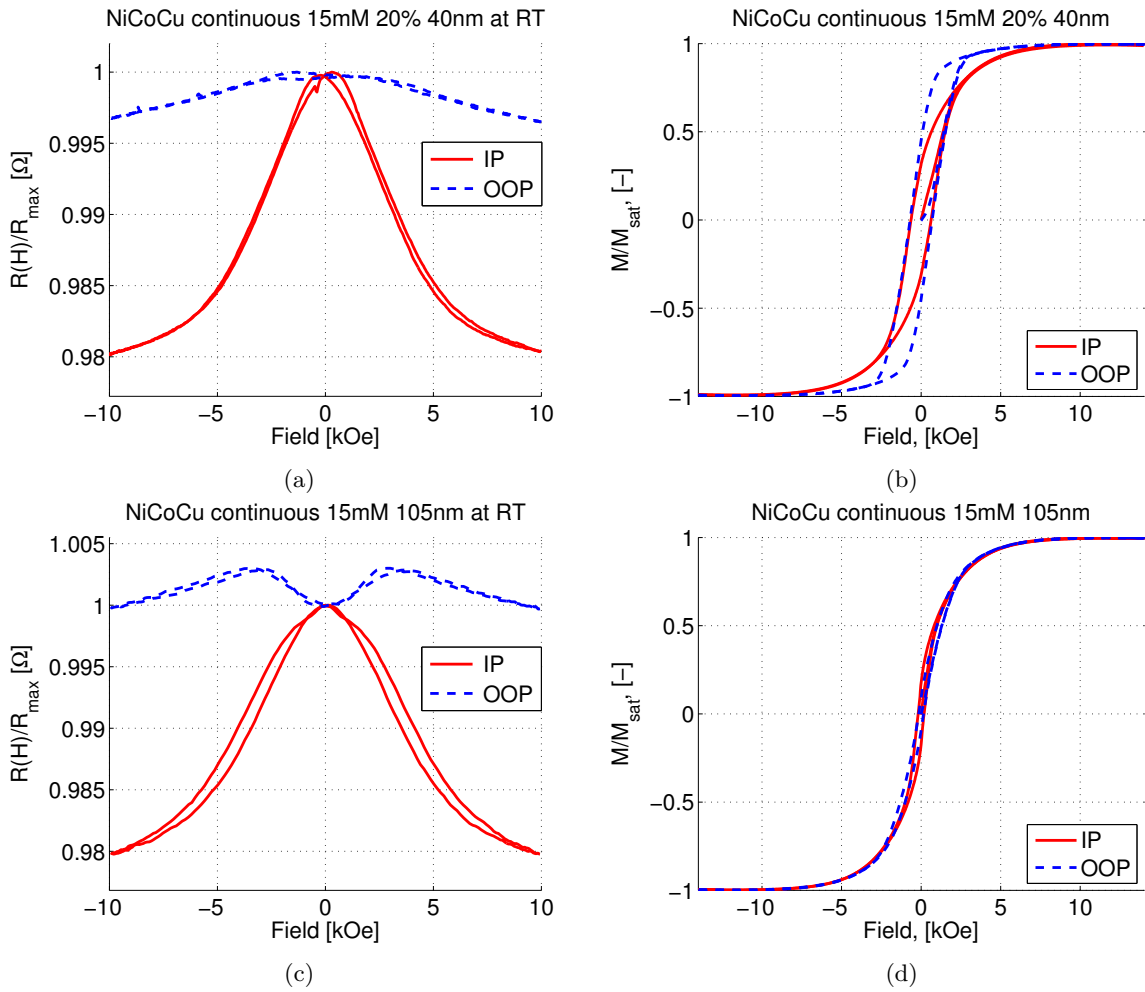 NiCoCu continuous 15mM 20% 40nm at RT
R(H)/R_max [Ω]
1
0.995
0.99
0.985
0.98
IP
OOP
−10
−5
0
5
10
Field [kOe]
(a)
NiCoCu continuous 15mM 20% 40nm
M/M_sat, [−]
1
0.5
0
−0.5
−1
IP
OOP
−10
−5
0
5
10
Field, [kOe]
(b)
NiCoCu continuous 15mM 105nm at RT
R(H)/R_max [Ω]
1.005
1
0.995
0.99
0.985
0.98
IP
OOP
−10
−5
0
5
10
Field [kOe]
(c)
NiCoCu continuous 15mM 105nm
M/M_sat, [−]
1
0.5
0
−0.5
−1
IP
OOP
−10
−5
0
5
10
Field, [kOe]
(d)